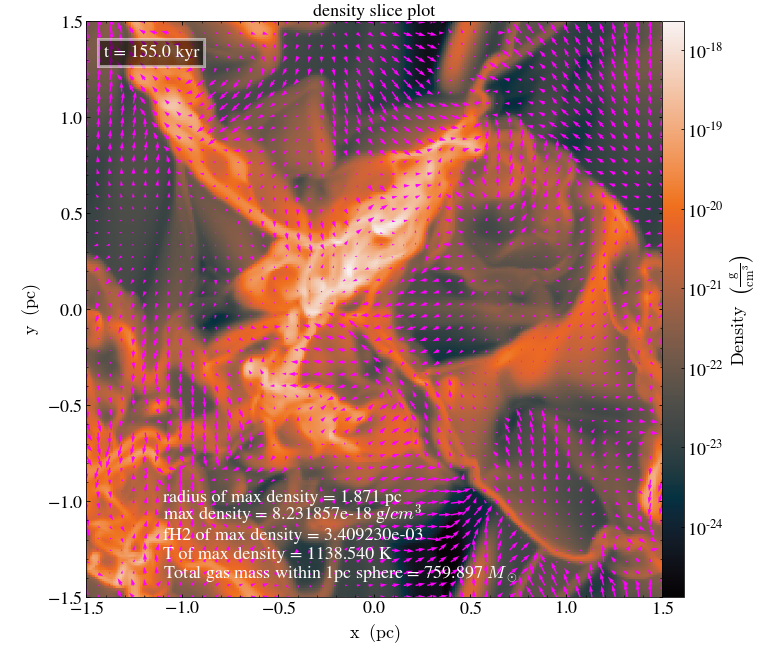 density slice plot
t = 155.0 kyr
1.5
1.0
0.5
0.0
−0.5
−1.0
−1.5
y (pc)
radius of max density = 1.871 pc
max density = 8.231857e-18 g/cm³
fH2 of max density = 3.409230e-03
T of max density = 1138.540 K
Total gas mass within 1pc sphere = 759.897 M☉
−1.5 −1.0 −0.5 0.0 0.5 1.0 1.5
x (pc)
10⁻¹⁸
10⁻¹⁹
10⁻²⁰
10⁻²¹
10⁻²²
10⁻²³
10⁻²⁴
Density (g/cm³)